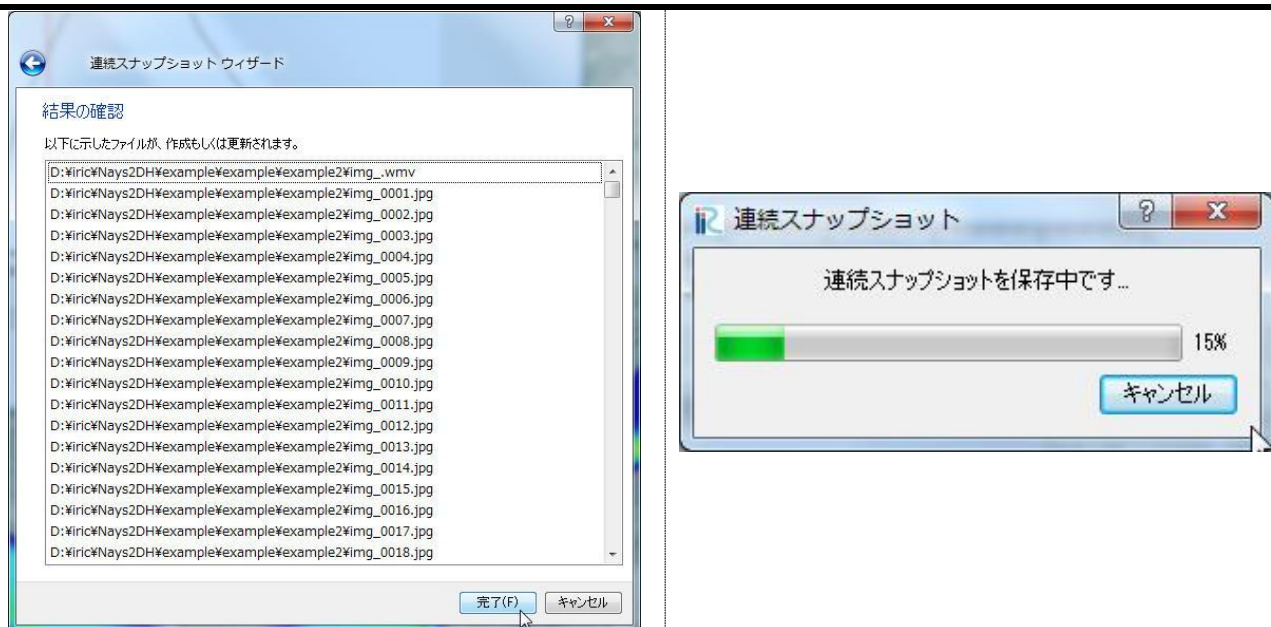 連続スナップショット ウィザード
結果の確認
以下に示したファイルが、作成もしくは更新されます。
D:¥iric¥Nays2DH¥example¥example¥example2¥img_.wmv
D:¥iric¥Nays2DH¥example¥example¥example2¥img_0001.jpg
D:¥iric¥Nays2DH¥example¥example¥example2¥img_0002.jpg
D:¥iric¥Nays2DH¥example¥example¥example2¥img_0003.jpg
D:¥iric¥Nays2DH¥example¥example¥example2¥img_0004.jpg
D:¥iric¥Nays2DH¥example¥example¥example2¥img_0005.jpg
D:¥iric¥Nays2DH¥example¥example¥example2¥img_0006.jpg
D:¥iric¥Nays2DH¥example¥example¥example2¥img_0007.jpg
D:¥iric¥Nays2DH¥example¥example¥example2¥img_0008.jpg
D:¥iric¥Nays2DH¥example¥example¥example2¥img_0009.jpg
D:¥iric¥Nays2DH¥example¥example¥example2¥img_0010.jpg
D:¥iric¥Nays2DH¥example¥example¥example2¥img_0011.jpg
D:¥iric¥Nays2DH¥example¥example¥example2¥img_0012.jpg
D:¥iric¥Nays2DH¥example¥example¥example2¥img_0013.jpg
D:¥iric¥Nays2DH¥example¥example¥example2¥img_0014.jpg
D:¥iric¥Nays2DH¥example¥example¥example2¥img_0015.jpg
D:¥iric¥Nays2DH¥example¥example¥example2¥img_0016.jpg
D:¥iric¥Nays2DH¥example¥example¥example2¥img_0017.jpg
D:¥iric¥Nays2DH¥example¥example¥example2¥img_0018.jpg
完了(F) キャンセル
連続スナップショット
連続スナップショットを保存中です...
15%
キャンセル